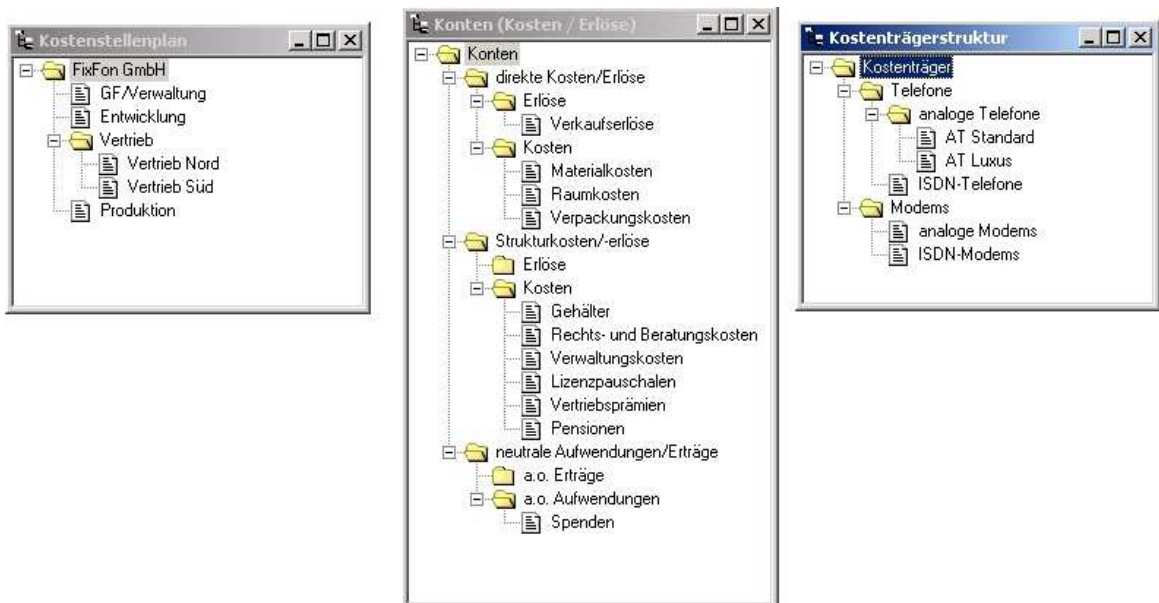 Kostenstellenplan
FixFon GmbH
GF/Verwaltung
Entwicklung
Vertrieb
Vertrieb Nord
Vertrieb Süd
Produktion
Konten (Kosten / Erlöse)
Konten
direkte Kosten/Erlöse
Erlöse
Verkaufserlöse
Kosten
Materialkosten
Raumkosten
Verpackungskosten
Strukturkosten/-erlöse
Erlöse
Kosten
Gehälter
Rechts- und Beratungskosten
Verwaltungskosten
Lizenzpauschalen
Vertriebsprämien
Pensionen
neutrale Aufwendungen/Erträge
a.o. Erträge
a.o. Aufwendungen
Spenden
Kostenträgerstruktur
Kostenträger
Telefone
analoge Telefone
AT Standard
AT Luxus
ISDN-Telefone
Modems
analoge Modems
ISDN-Modems